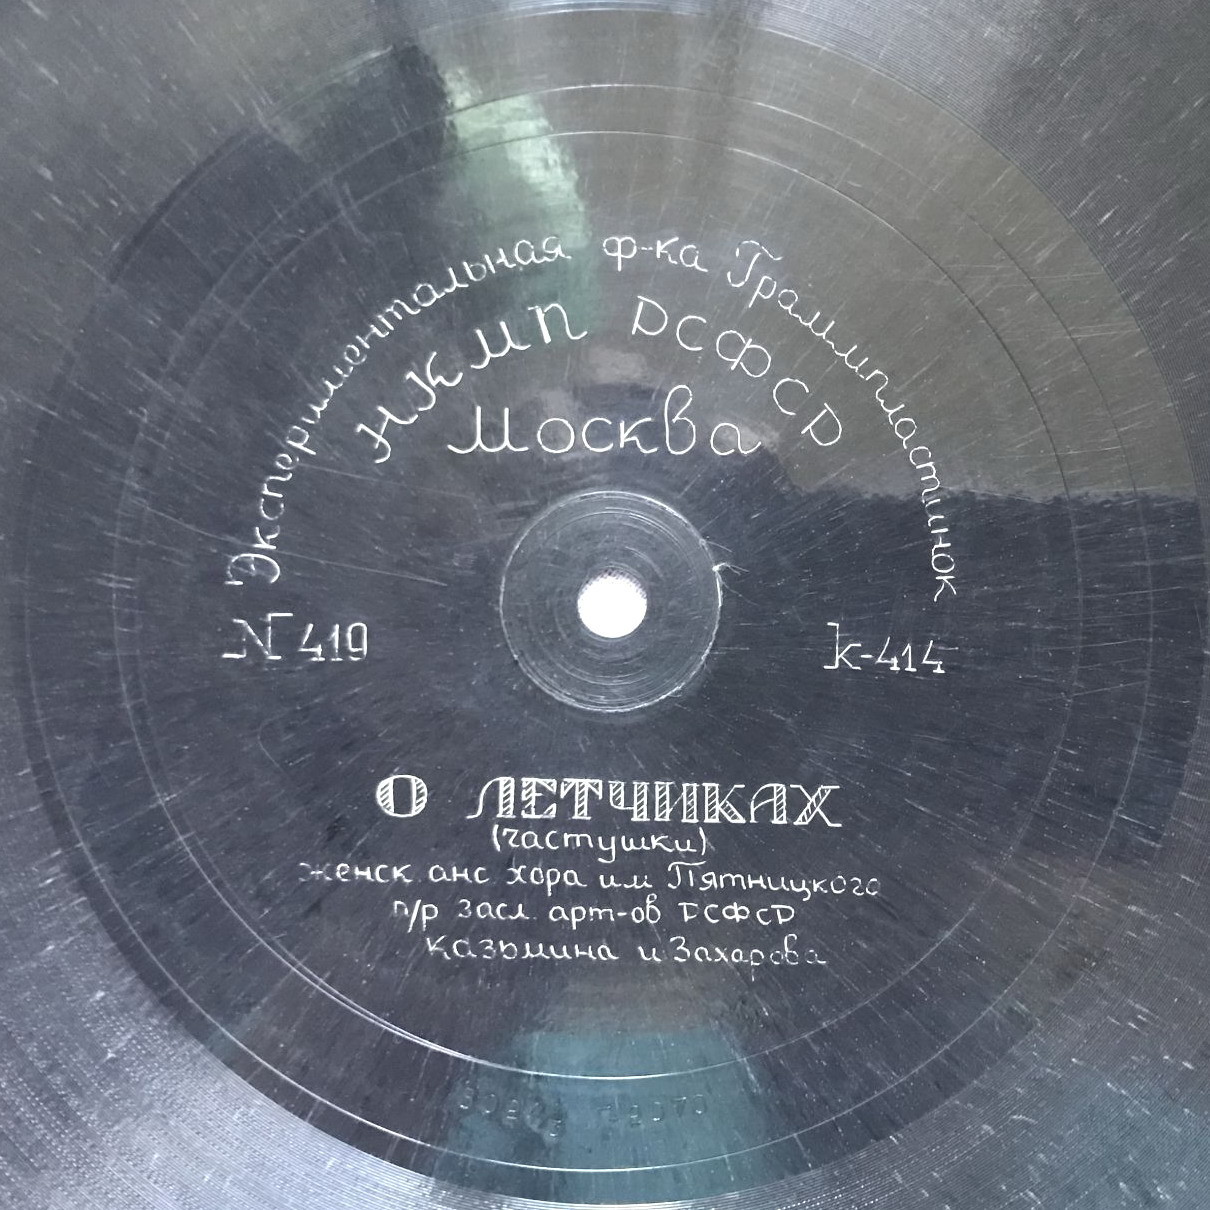 Экспериментальная ф-ка Граммпластинок
НКМП РСФСР
Москва
N 419
k-414
О ЛЕТЧИКАХ
(частушки)
женск анс хора им Пятницкого
п/р засл. арт-ов РСФСР
Казьмина и Захарова